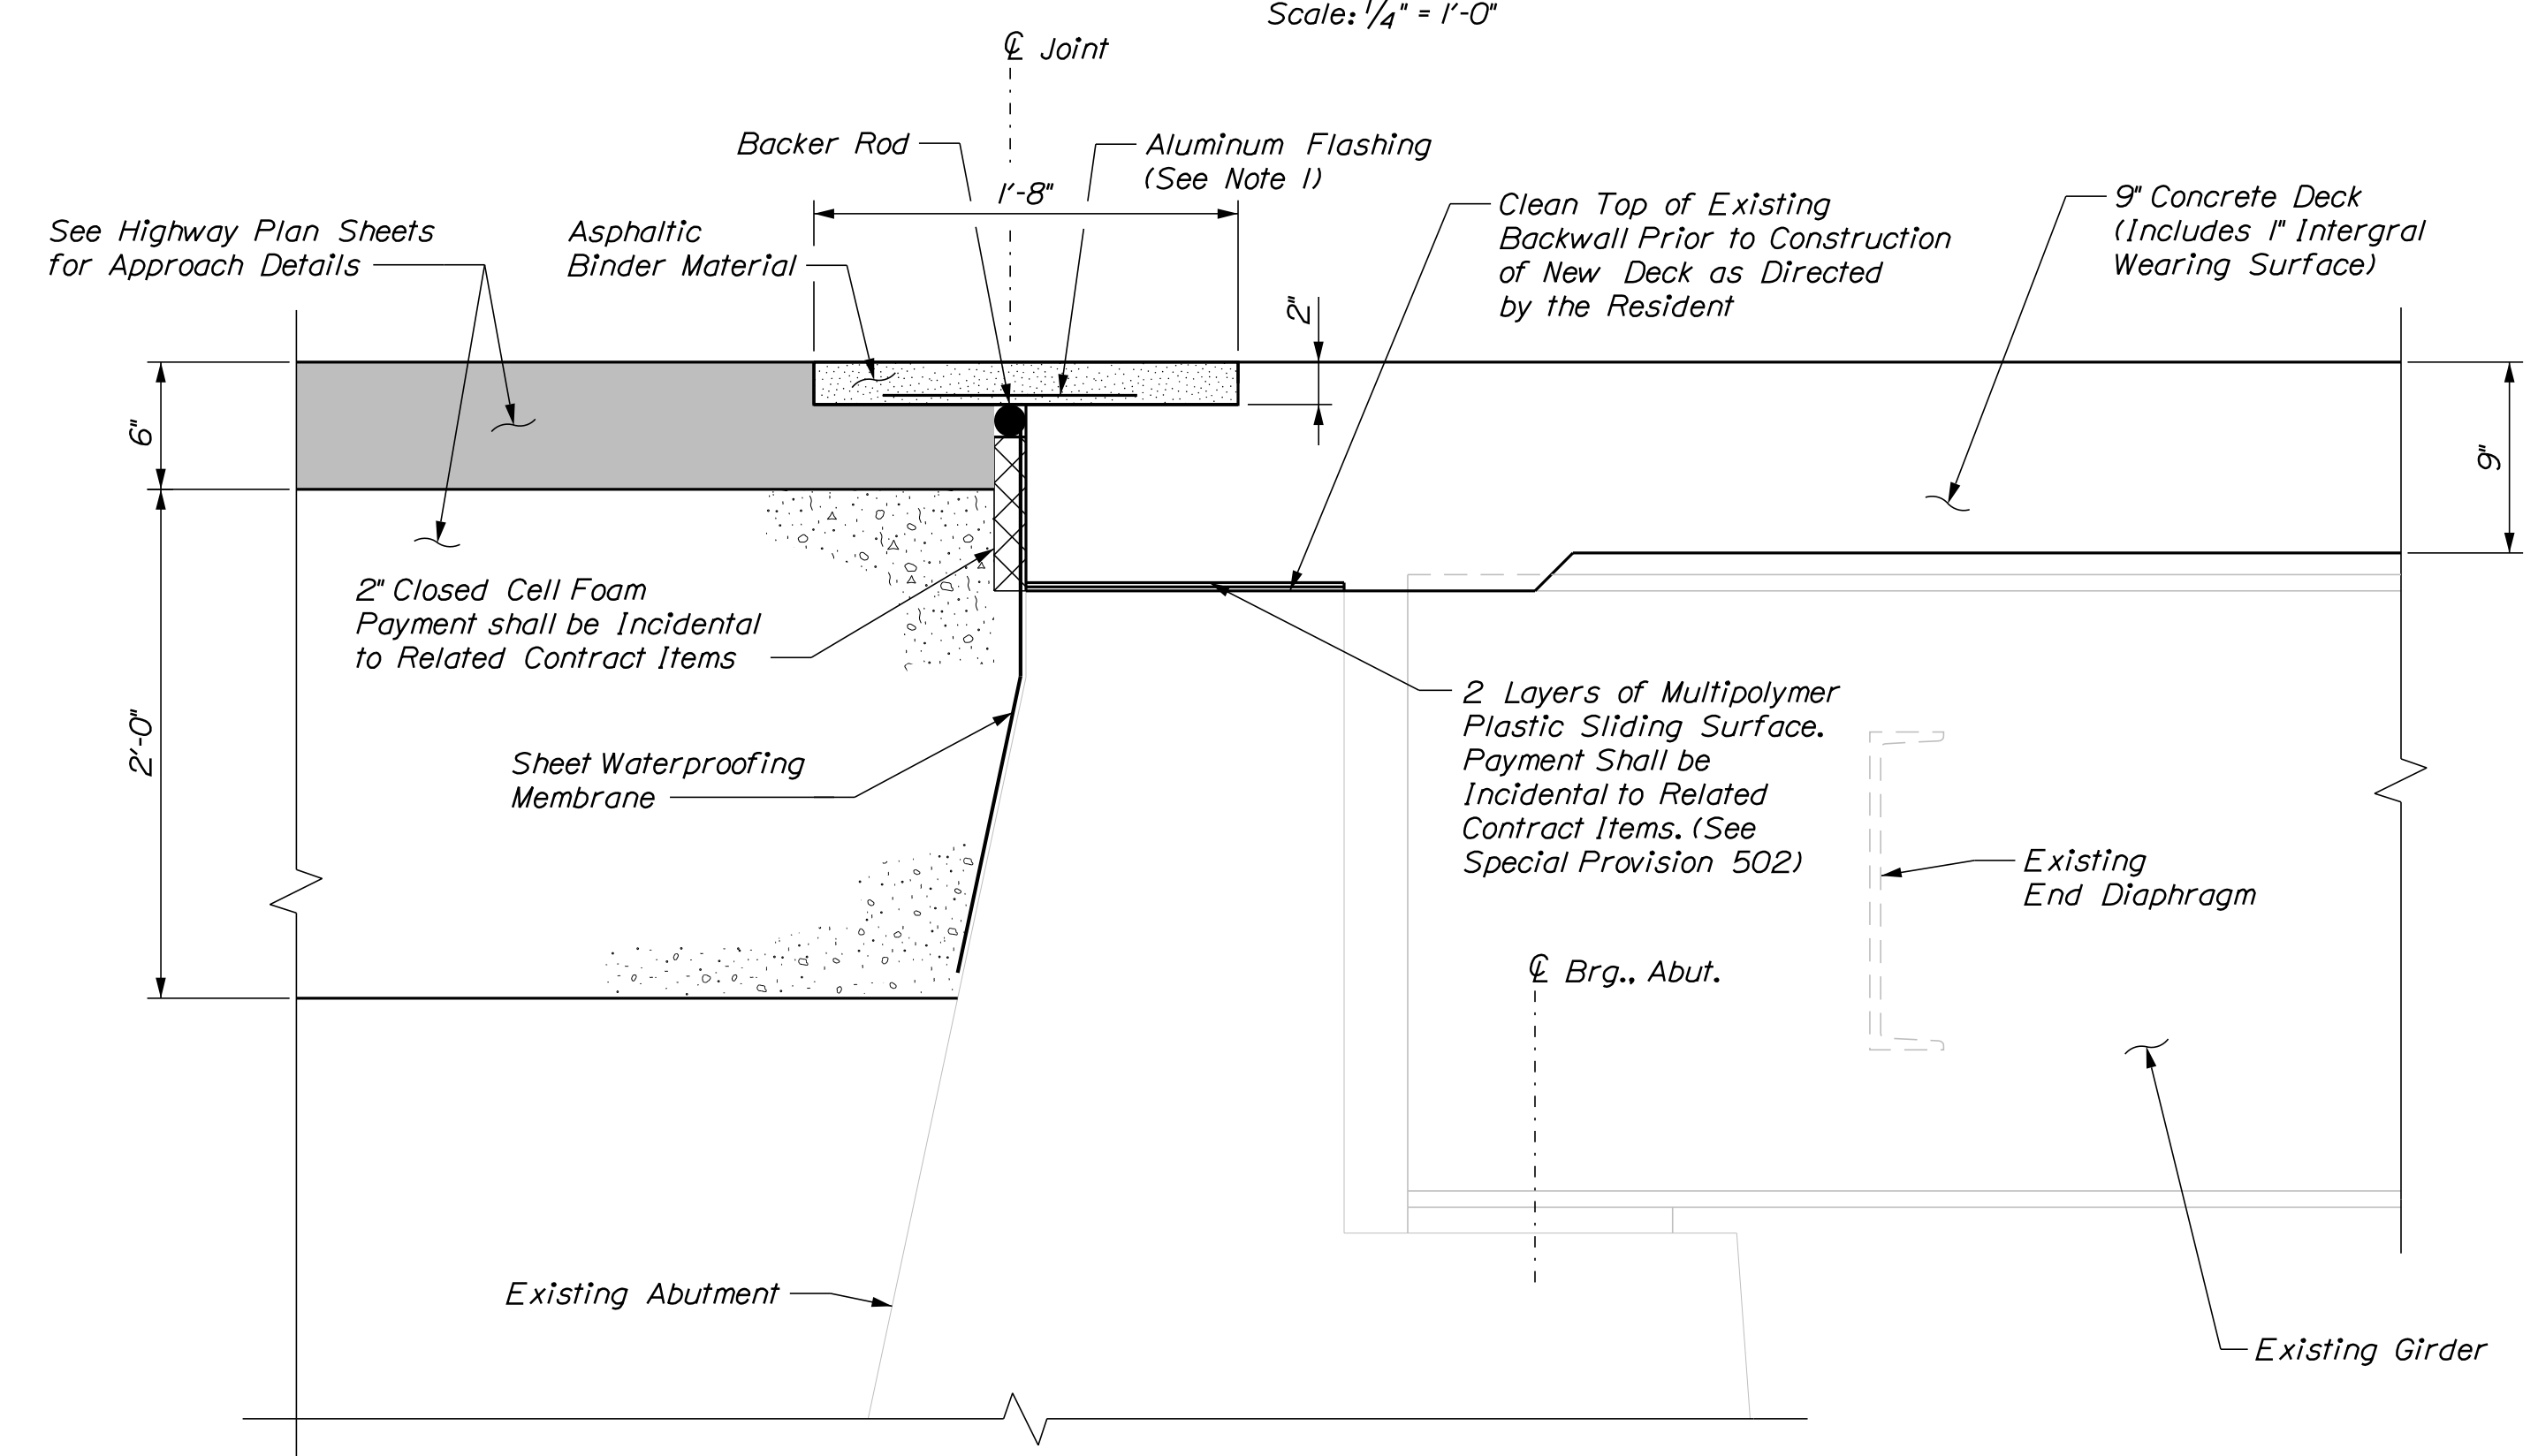 Scale: 1/4" = 1'-0"
℄ Joint
Backer Rod
Aluminum Flashing
(See Note 1)
1'-8"
See Highway Plan Sheets
for Approach Details
Asphaltic
Binder Material
Clean Top of Existing
Backwall Prior to Construction
of New Deck as Directed
by the Resident
9" Concrete Deck
(Includes 1" Intergral
Wearing Surface)
2"
6"
9"
2" Closed Cell Foam
Payment shall be Incidental
to Related Contract Items
2'-0"
Sheet Waterproofing
Membrane
2 Layers of Multipolymer
Plastic Sliding Surface.
Payment Shall be
Incidental to Related
Contract Items. (See
Special Provision 502)
Existing
End Diaphragm
℄ Brg., Abut.
Existing Abutment
Existing Girder